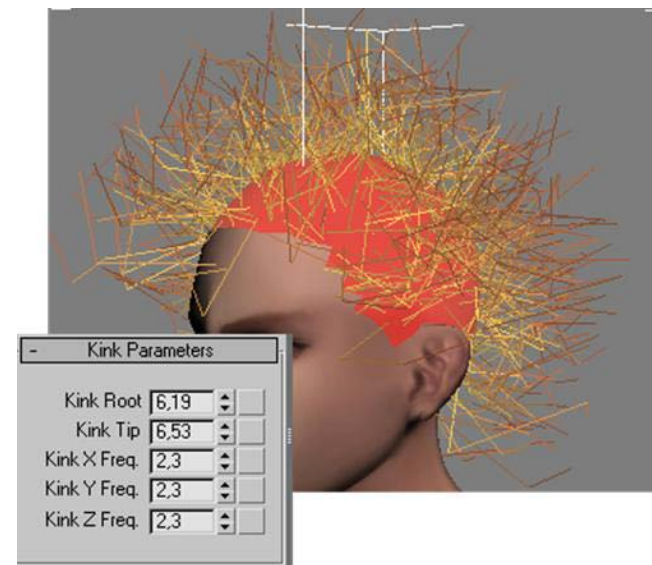 - Kink Parameters
Kink Root 6,19
Kink Tip 6,53
Kink X Freq. 2,3
Kink Y Freq. 2,3
Kink Z Freq. 2,3